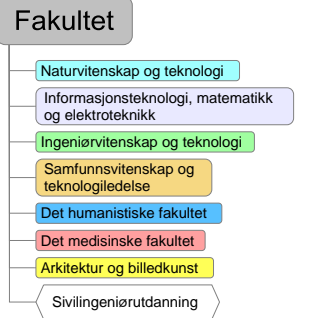 Fakultet
Naturvitenskap og teknologi
Informasjonsteknologi, matematikk
og elektroteknikk
Ingeniørvitenskap og teknologi
Samfunnsvitenskap og
teknologiledelse
Det humanistiske fakultet
Det medisinske fakultet
Arkitektur og billedkunst
Sivilingeniørutdanning